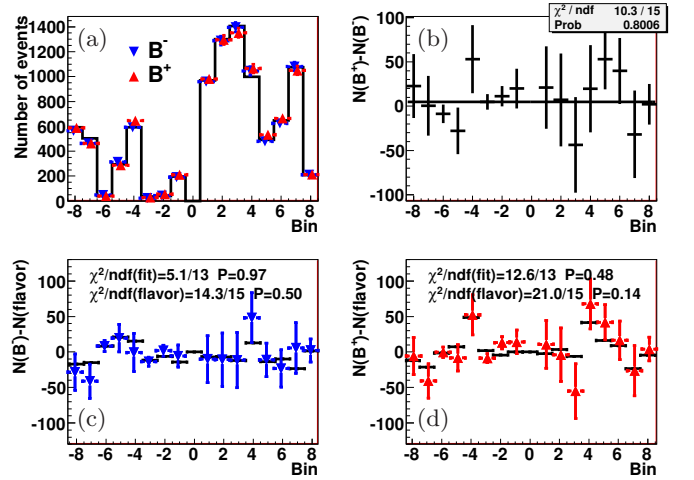 (a)
B⁻
B⁺
Number of events
1400
1200
1000
800
600
400
200
0
-8 -6 -4 -2 0 2 4 6 8
Bin
χ² / ndf 10.3 / 15
Prob 0.8006
(b)
N(B⁺)-N(B⁻)
100
50
0
-50
-100
-8 -6 -4 -2 0 2 4 6 8
Bin
χ²/ndf(fit)=5.1/13 P=0.97
χ²/ndf(flavor)=14.3/15 P=0.50
N(B⁻)-N(flavor)
100
50
0
-50
-100
(c)
-8 -6 -4 -2 0 2 4 6 8
Bin
χ²/ndf(fit)=12.6/13 P=0.48
χ²/ndf(flavor)=21.0/15 P=0.14
N(B⁺)-N(flavor)
100
50
0
-50
-100
(d)
-8 -6 -4 -2 0 2 4 6 8
Bin